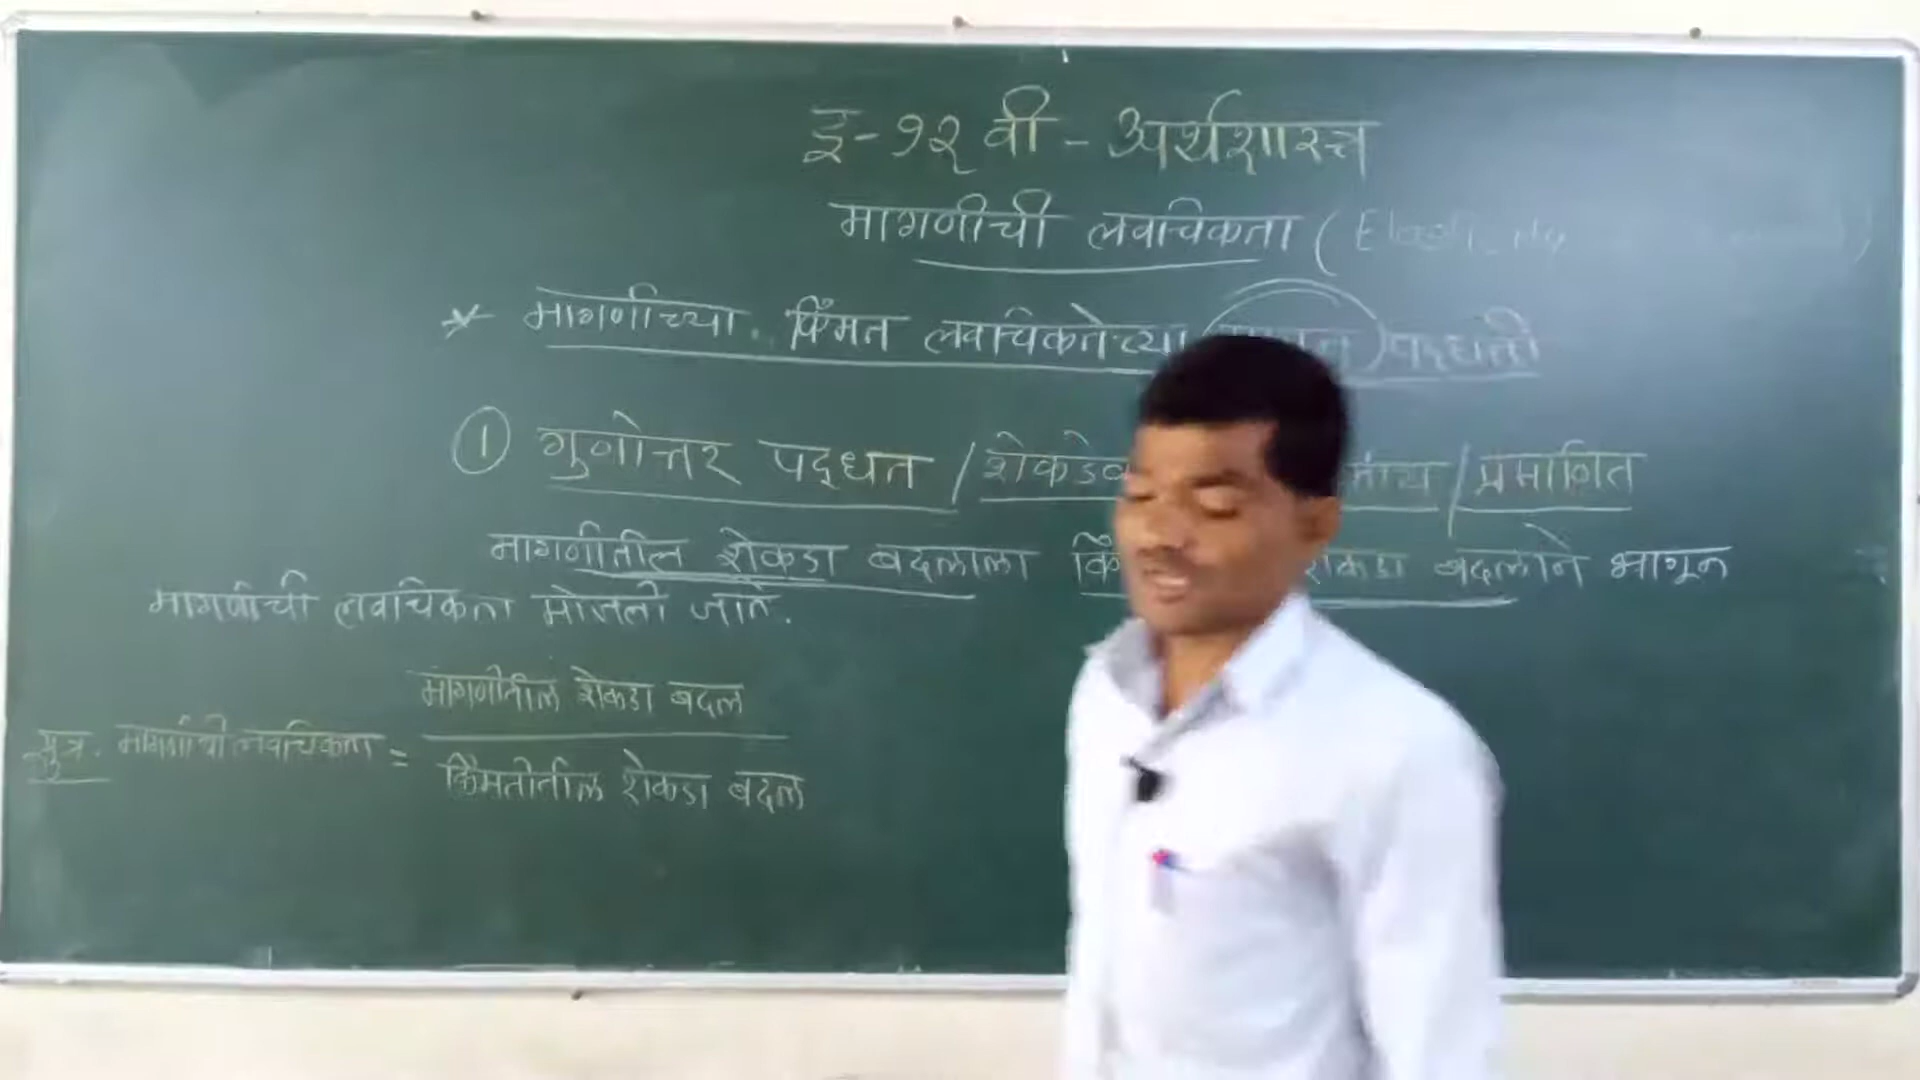 इ-१२ वी - अर्थशास्त्र
मागणीची लवचिकता (
* मागणीच्या किंमत लवचिकतेच्या पद्धती
① गुणोत्तर पद्धत / / प्रमाणित
मागणीतील शेकडा बदलाला शेकडा बदलाने भागून
मागणीची लवचिकता मोजली जाते.
मागणीतील शेकडा बदल
सुत्र. मागणीची लवचिकता =
किंमतीतील शेकडा बदल